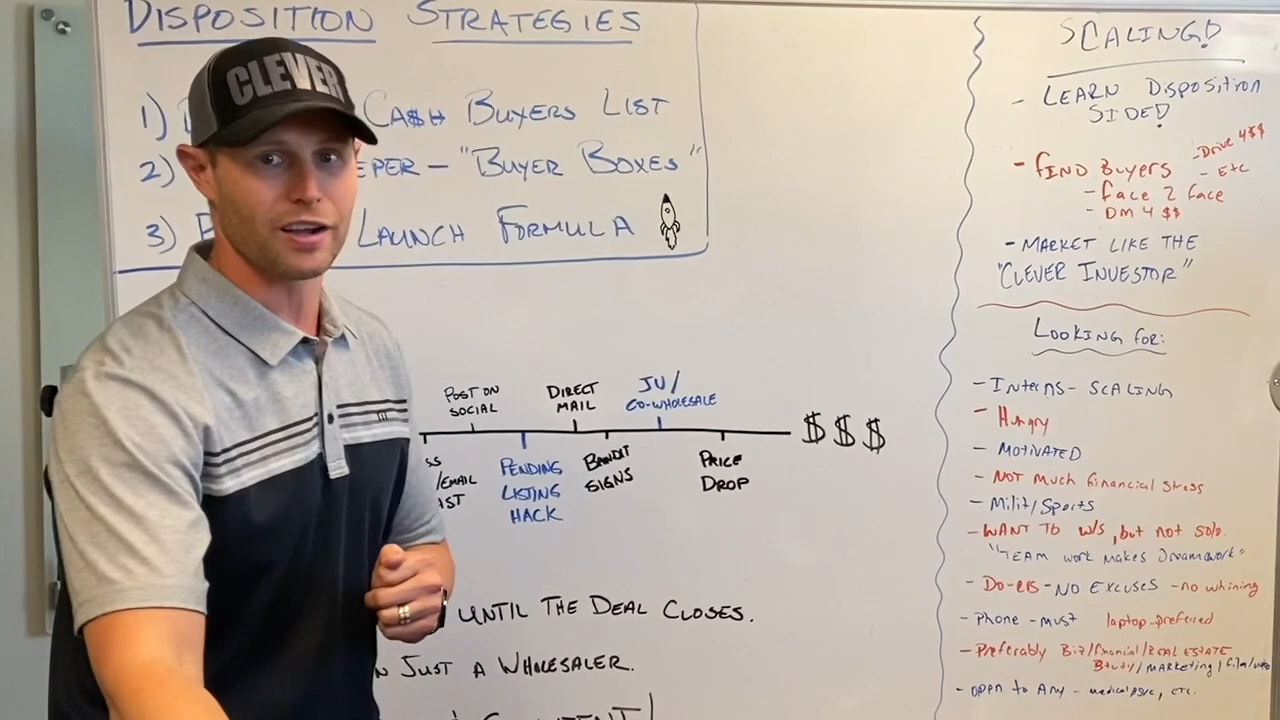 DISPOSITION STRATEGIES
1) CA$H BUYERS LIST
2) EPER - "BUYER BOXES"
3) LAUNCH FORMULA
CLEVER
POST ON
SOCIAL
DIRECT
MAIL
JV/
CO-WHOLESALE
$ $ $
SS
/EMAIL
AST
PENDING
LISTING
HACK
BANDIT
SIGNS
PRICE
DROP
UNTIL THE DEAL CLOSES.
N JUST A WHOLESALER.
SCALING!
- LEARN DISPOSITION
SIDE!
- FIND BUYERS
- Drive 4 $$
- Etc
- Face 2 Face
- DM 4 $$
- MARKET LIKE THE
"CLEVER INVESTOR"
LOOKING FOR:
- INTERNS - SCALING
- Hungry
- MOTIVATED
- NOT MUCH financial stress
- Milit/Sports
- WANT TO w/s, but not solo.
"TEAM work makes Dreamwork"
- Do-ers - NO EXCUSES - no whining
- Phone - must laptop-preferred
- Preferably Biz/financial/REAL ESTATE
/MARKETING/film/
- OPEN to Any - medical, etc.